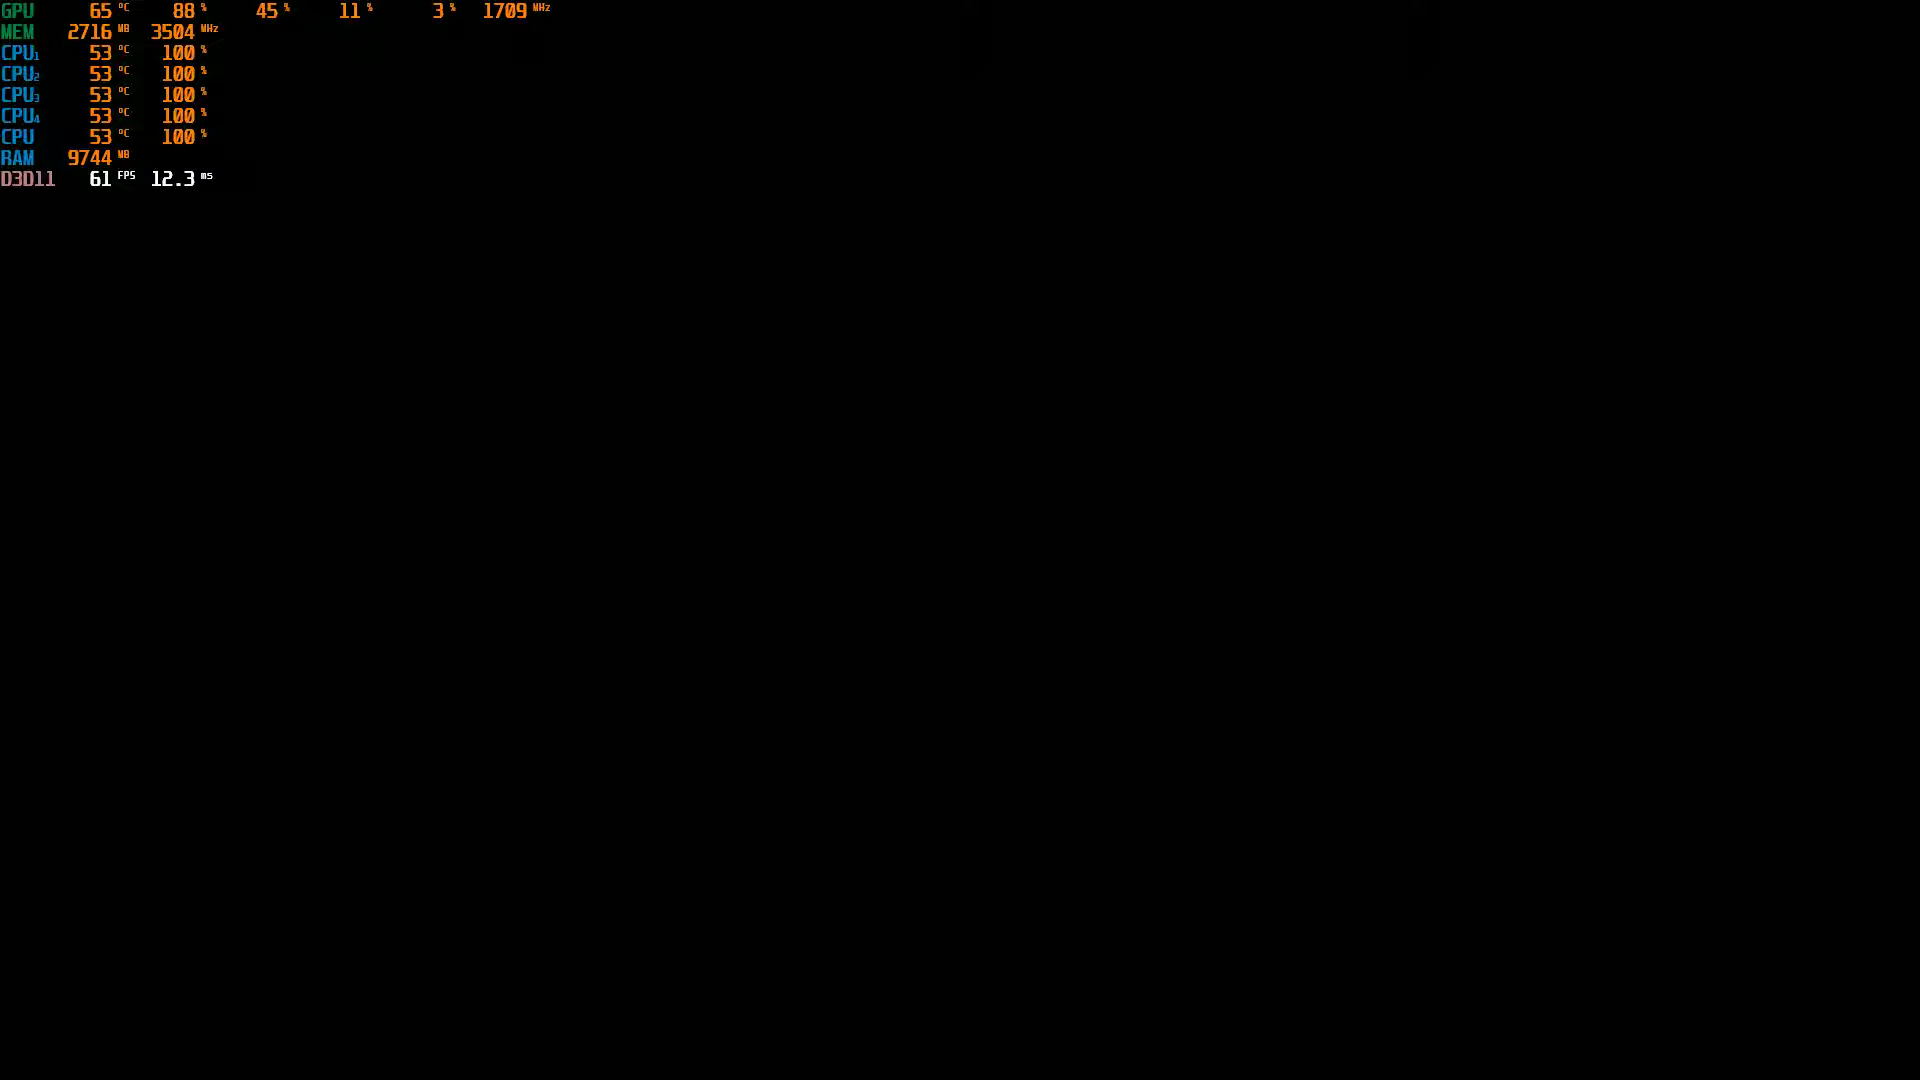 GPU 65 °C 88 % 45 % 11 % 3 % 1709 MHz
MEM 2716 MB 3504 MHz
CPU1 53 °C 100 %
CPU2 53 °C 100 %
CPU3 53 °C 100 %
CPU4 53 °C 100 %
CPU 53 °C 100 %
RAM 9744 MB
D3D11 61 FPS 12.3 ms